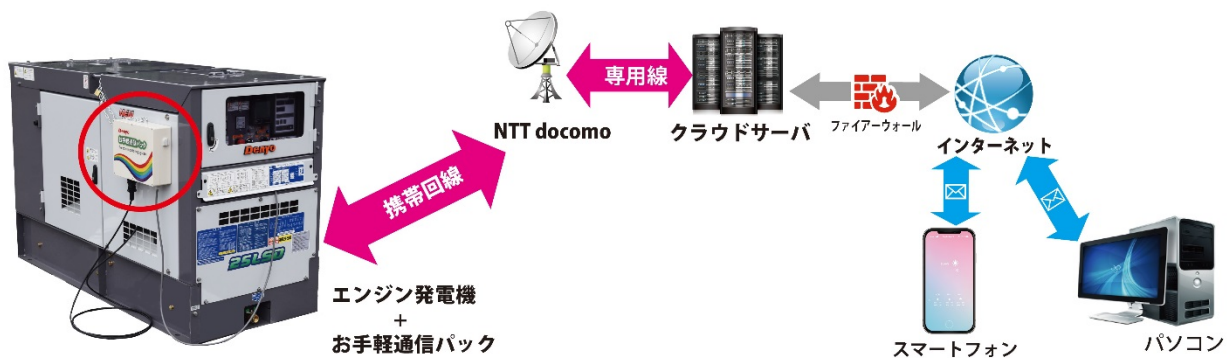 Denyo
25LSD
エンジン発電機
+
お手軽通信パック
携帯回線
NTT docomo
専用線
クラウドサーバ
ファイアーウォール
インターネット
スマートフォン
パソコン